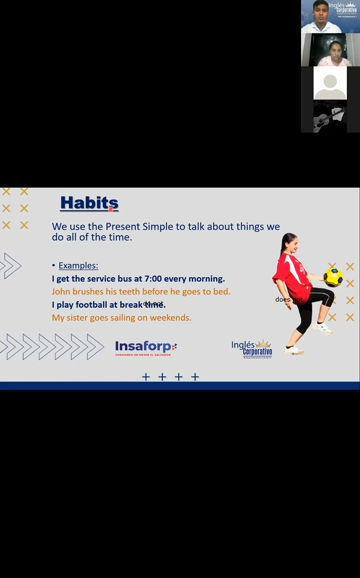 Inglés
Corporativo
Habits
We use the Present Simple to talk about things we
do all of the time.
• Examples:
I get the service bus at 7:00 every morning.
John brushes his teeth before he goes to bed.
I play football at break time.
does not
My sister goes sailing on weekends.
Insaforp
Inglés
Corporativo